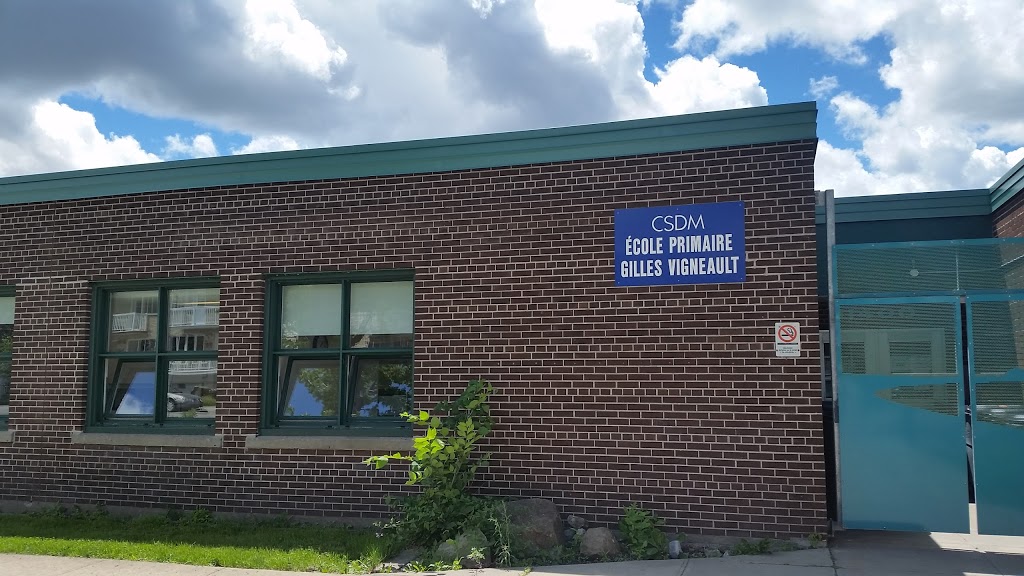 CSDM
ÉCOLE PRIMAIRE
GILLES VIGNEAULT